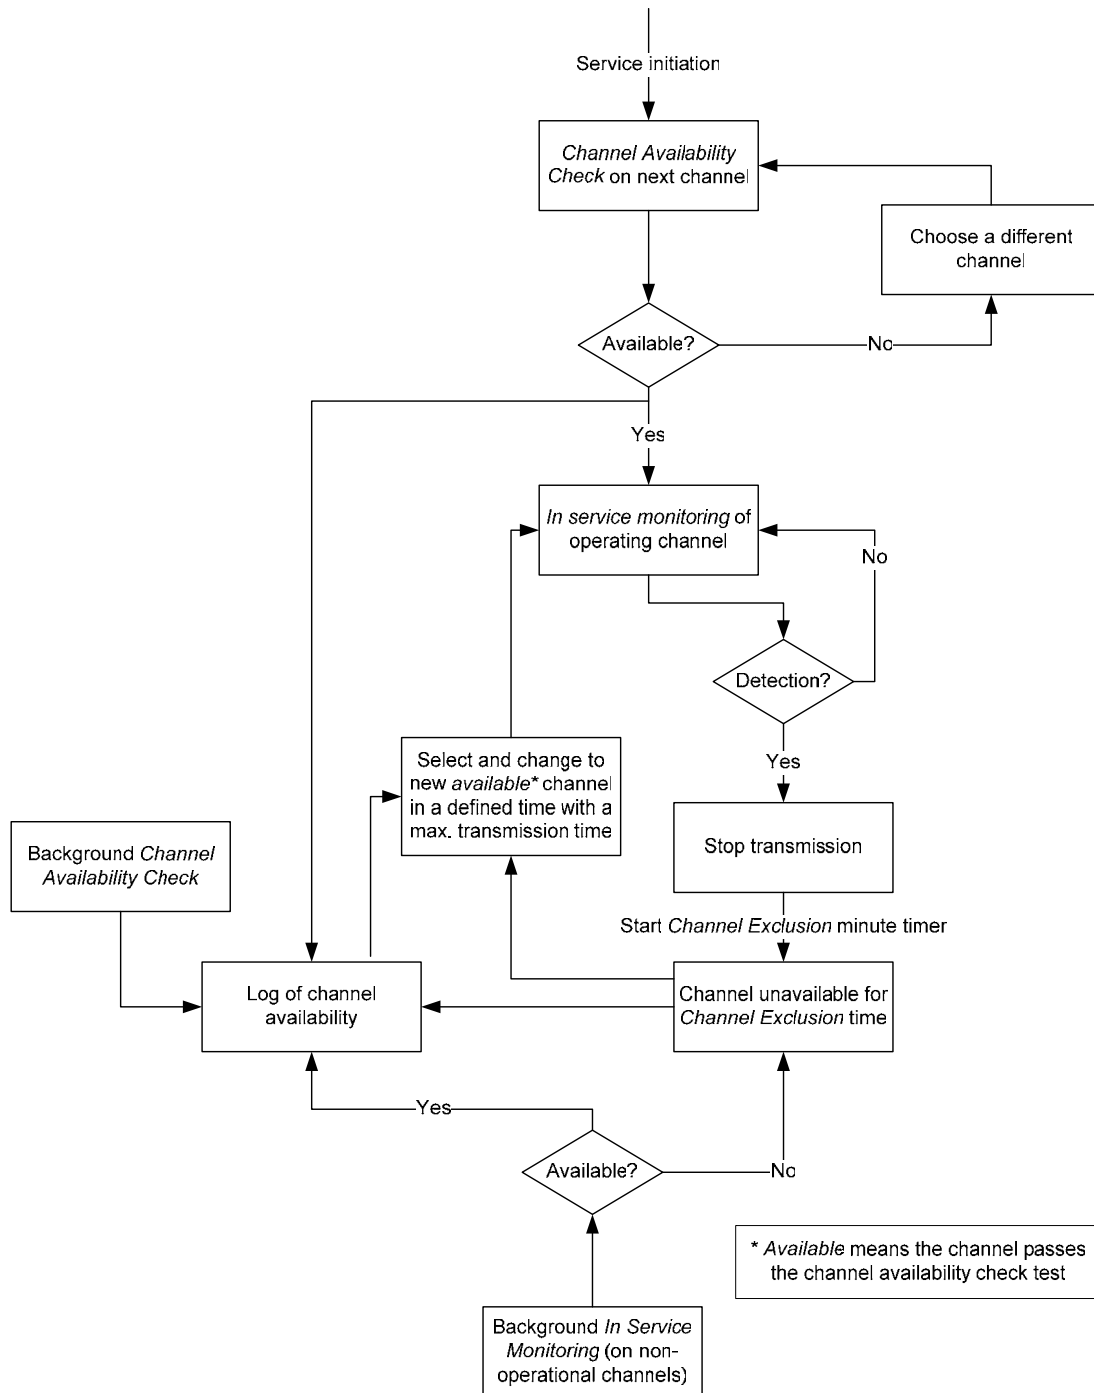 Service initiation
Channel Availability
Check on next channel
Choose a different
channel
Available?
No
Yes
In service monitoring of
operating channel
No
Detection?
Yes
Select and change to
new available* channel
in a defined time with a
max. transmission time
Stop transmission
Background Channel
Availability Check
Start Channel Exclusion minute timer
Log of channel
availability
Channel unavailable for
Channel Exclusion time
Yes
Available?
No
* Available means the channel passes
the channel availability check test
Background In Service
Monitoring (on non-
operational channels)